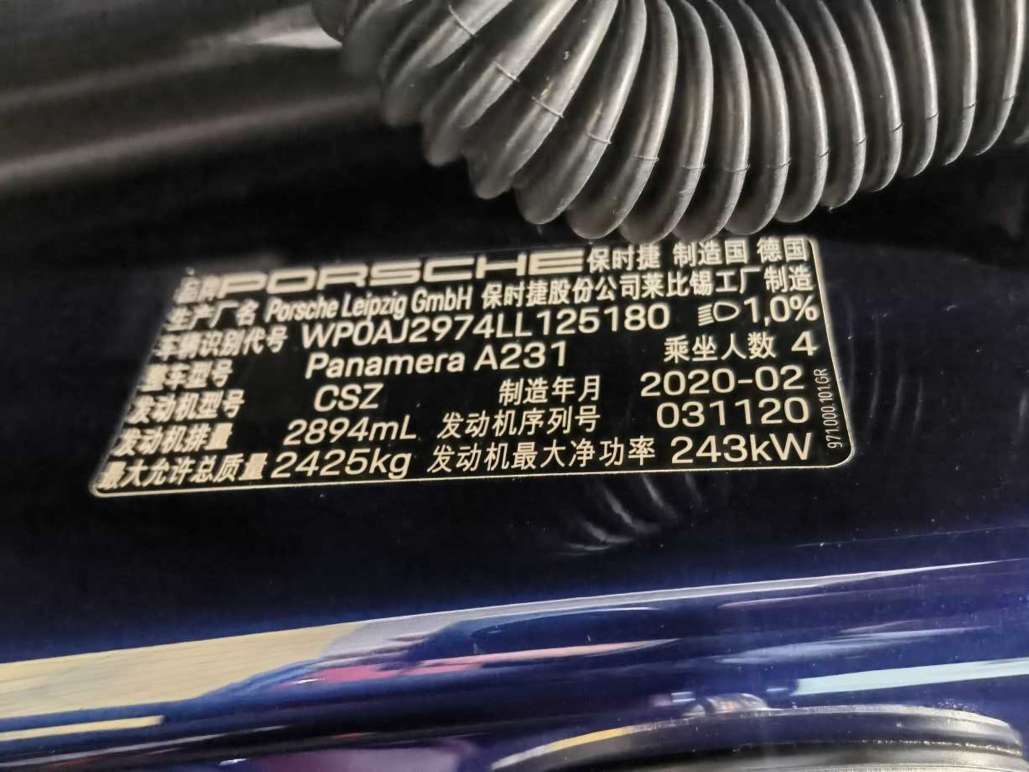 品牌 PORSCHE 保时捷 制造国 德国
生产厂名 Porsche Leipzig GmbH 保时捷股份公司莱比锡工厂制造
车辆识别代号 WP0AJ2974LL125180 1,0%
整车型号 Panamera A231 乘坐人数 4
发动机型号 CSZ 制造年月 2020-02
发动机排量 2894mL 发动机序列号 031120
最大允许总质量 2425kg 发动机最大净功率 243kW
971.000.101.GR